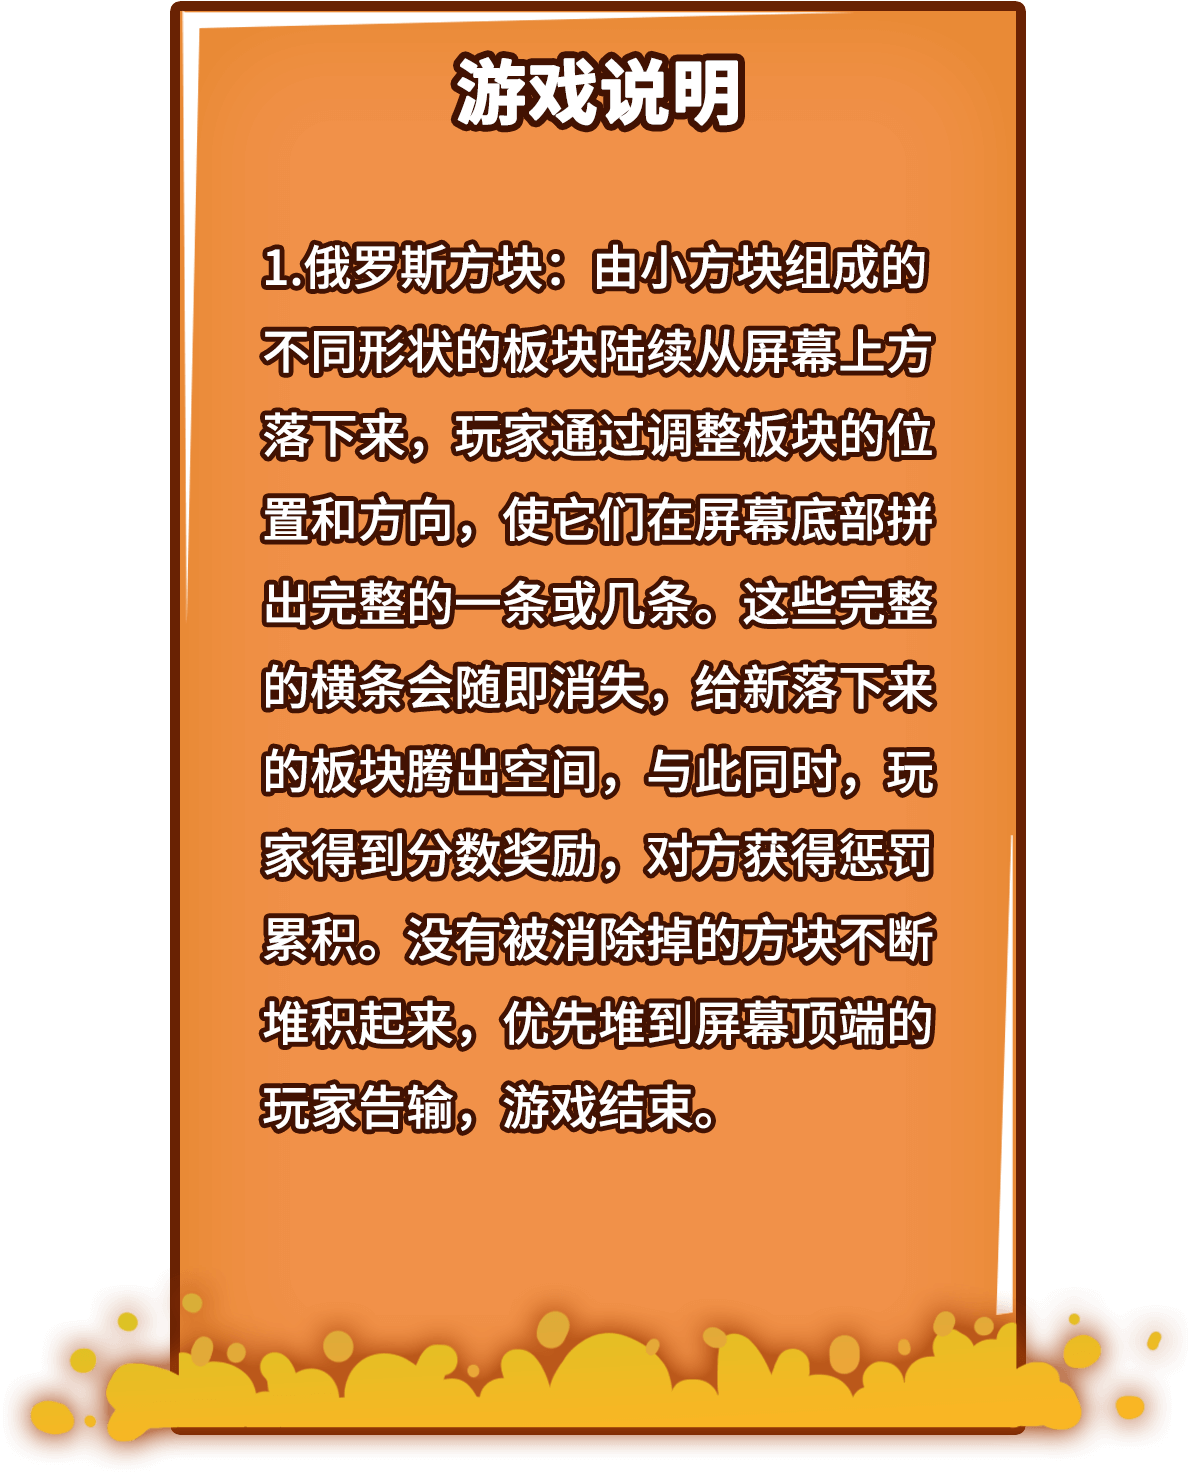 游戏说明
1.俄罗斯方块：由小方块组成的
不同形状的板块陆续从屏幕上方
落下来，玩家通过调整板块的位
置和方向，使它们在屏幕底部拼
出完整的一条或几条。这些完整
的横条会随即消失，给新落下来
的板块腾出空间，与此同时，玩
家得到分数奖励，对方获得惩罚
累积。没有被消除掉的方块不断
堆积起来，优先堆到屏幕顶端的
玩家告输，游戏结束。